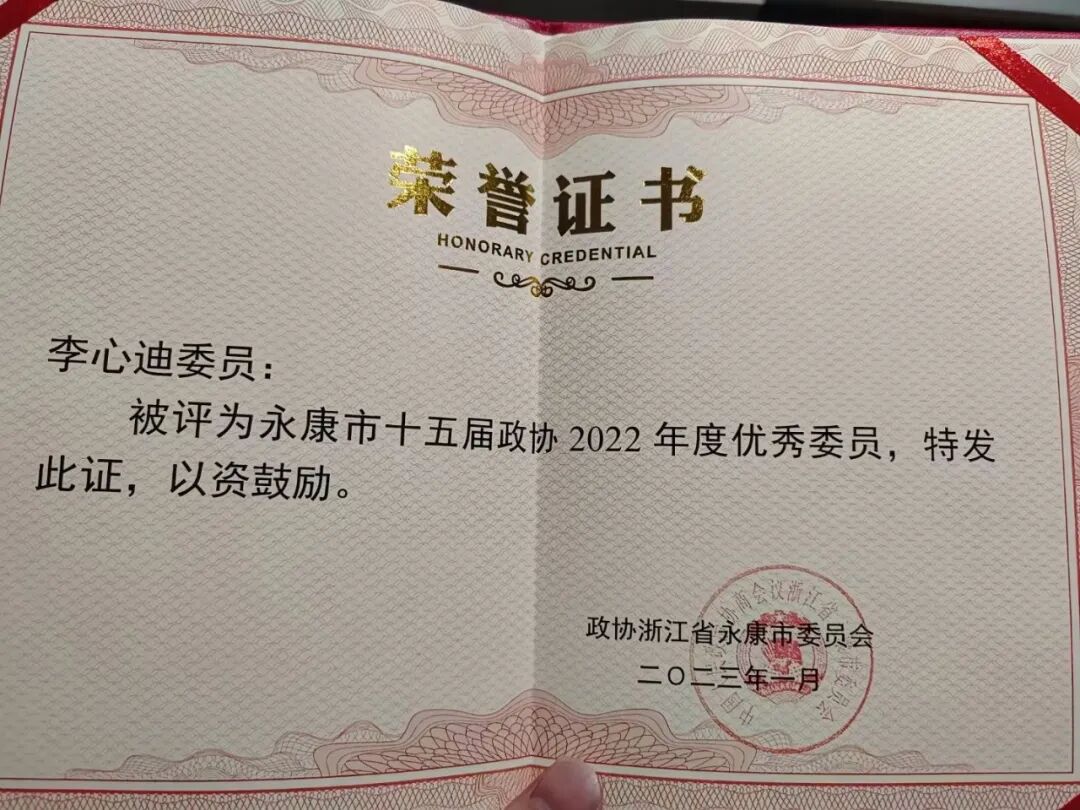 荣誉证书
HONORARY CREDENTIAL
李心迪委员：
被评为永康市十五届政协2022年度优秀委员，特发
此证，以资鼓励。
政协浙江省永康市委员会
二〇二三年一月